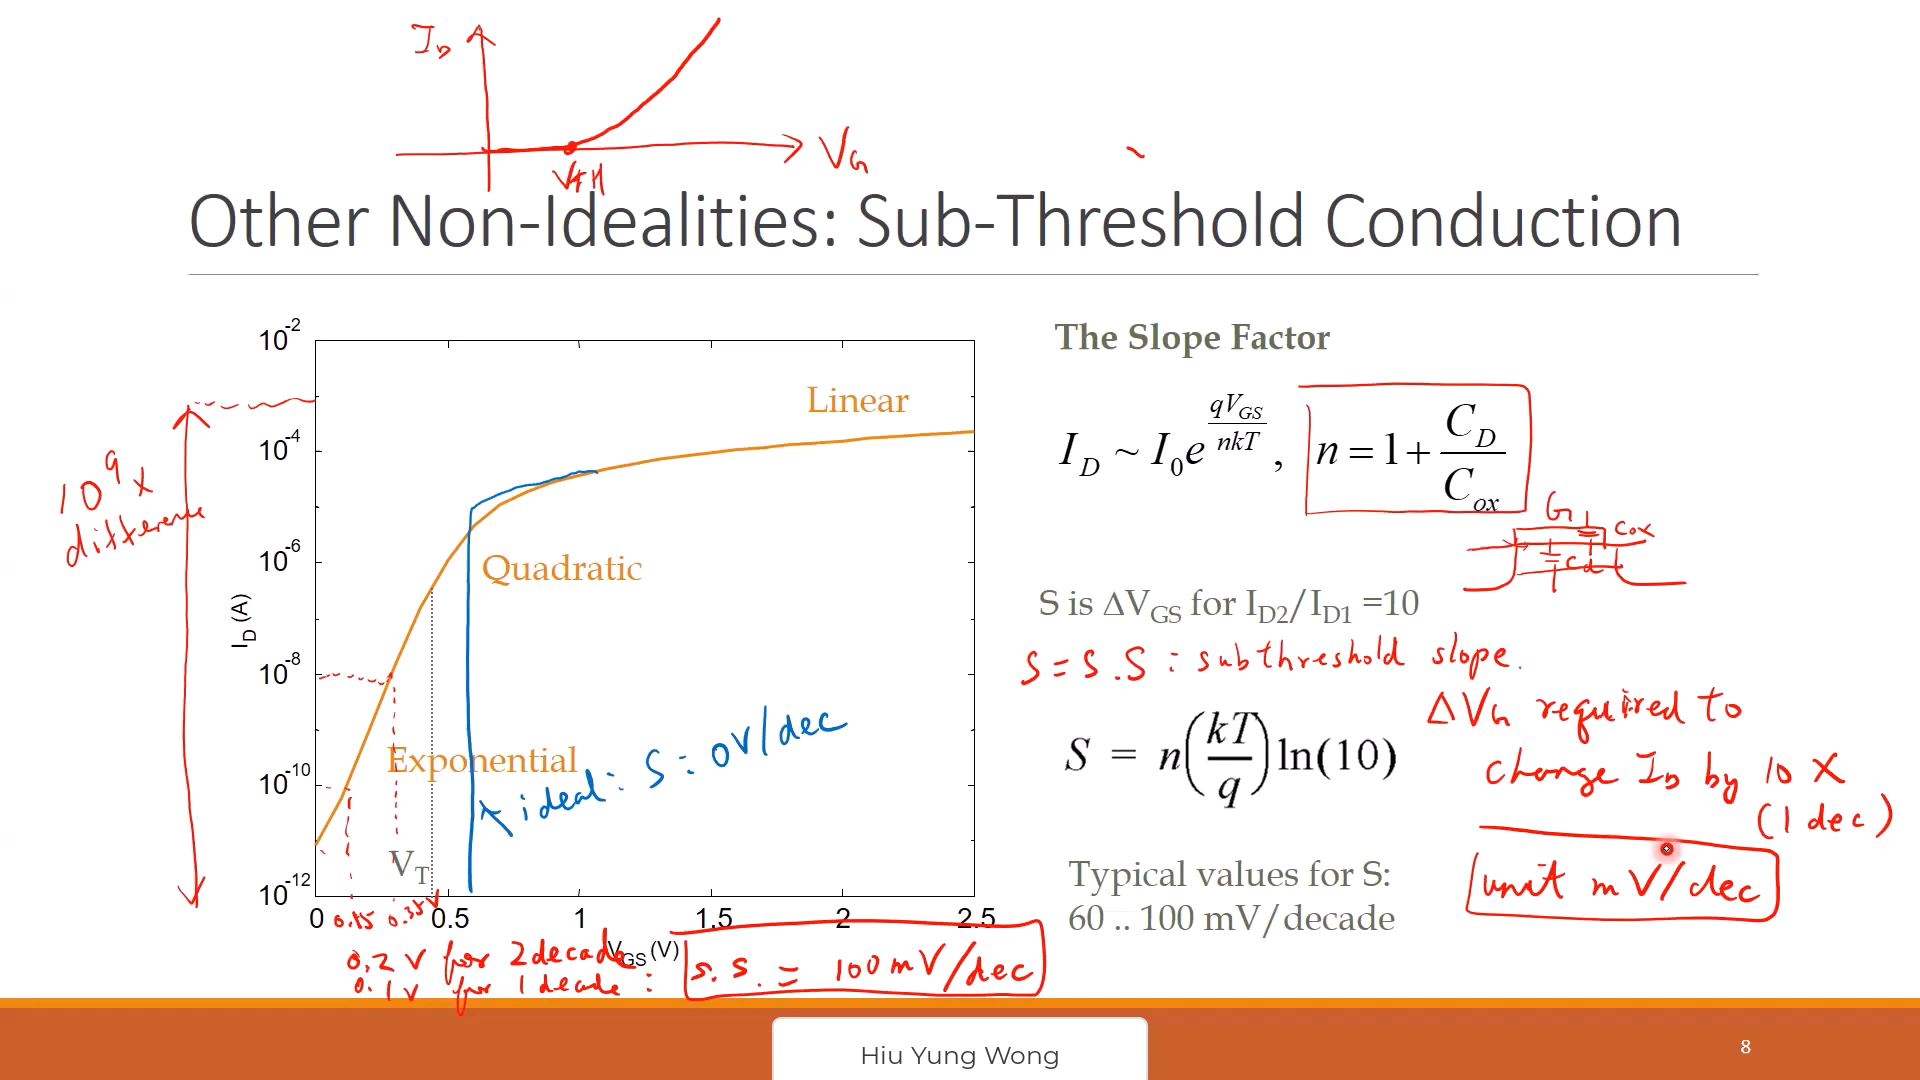 I_D
V_G
V_TH
Other Non-Idealities: Sub-Threshold Conduction
10^-2
10^-4
10^-6
10^-8
10^-10
10^-12
I_D (A)
10^9 x
difference
Linear
Quadratic
Exponential
ideal: S: 0V/dec
V_T
0 0.5 1 1.5 2 2.5
0.15 0.35V
V_GS (V)
0.2 V for 2 decade
0.1 V for 1 decade :
S.S. = 100 mV/dec
The Slope Factor
I_D ~ I_0 e^(qV_GS/nkT), n = 1 + C_D/C_ox
G
Cox
Cd
S is ΔV_GS for I_D2/I_D1 =10
S = S.S : subthreshold slope.
ΔV_G required to
change I_D by 10 X
(1 dec)
S = n(kT/q)ln(10)
unit mV/dec
Typical values for S:
60 .. 100 mV/decade
Hiu Yung Wong
8